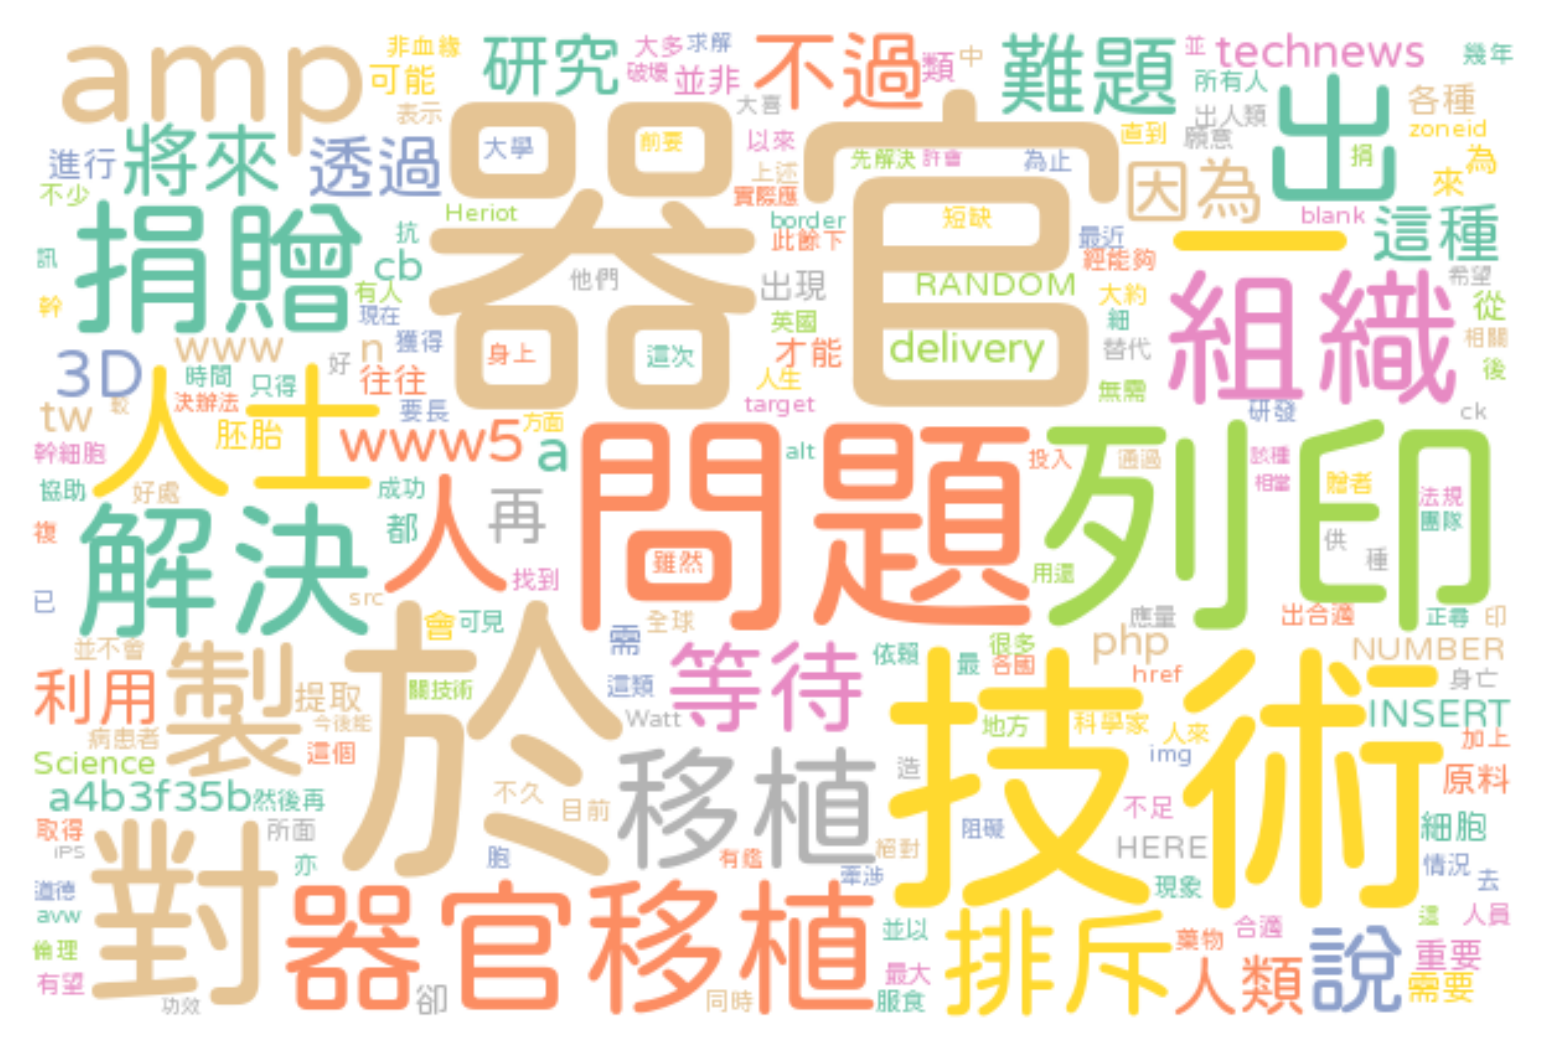 amp
非血緣
可能
表示
研究
大多
求解
破壞
並非
大喜
不過
類
中
難題
並
technews
所有人
出人類
願意
幾年
各種
zoneid
進行
不少
將來
透過
大學
前要
以來
上述
實際應
先解決
許會
為止
直到
因為
出
捐
為
來
捐贈
訊
幹
抗
cb
有人
現在
Heriot
器官
他們
border
此餘下
出現
短缺
最近
經能夠
一
blank
這種
希望
RANDOM
大約
細
英國
才能
delivery
替代
無需
組織
從
相關
後
3D
www
時間
只得
好
n
獲得
往往
身上
這次
人生
target
研發
ck
tw
較
決辦法
要長
方面
人士
胚胎
www5
a
alt
問題
雖然
投入
通過
列印
該種
相當
贈者
法規
團隊
供
種
幹細胞
協助
好處
成功
複
已
解決
都
人
再
找到
src
用還
應量
出合適
正尋
印
並不會
會
可見
需
全球
等待
依賴
很多
最
各國
php
href
NUMBER
身亡
利用
製
提取
今後能
病患者
這個
於
關技術
這類
Watt
地方
科學家
人來
img
技術
INSERT
加上
原料
Science
a4b3f35b
然後再
不久
目前
移植
造
阻礙
不足
HERE
細胞
取得
iPS
所面
亦
胞
有鑑
絕對
牽涉
現象
情況
去
道德
avw
倫理
有望
對
功效
器官移植
卻
同時
並以
最大
服食
排斥
藥物
合適
人類
說
這
人員
重要
需要